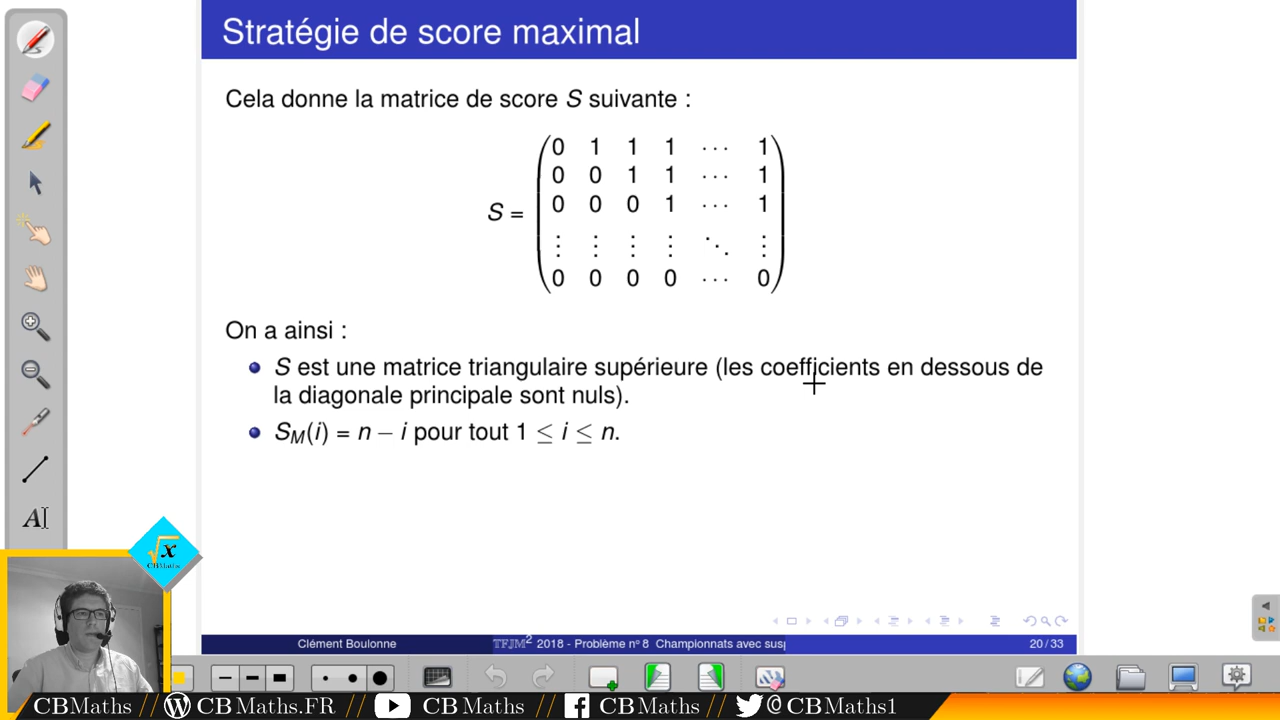 Stratégie de score maximal
Cela donne la matrice de score S suivante :
S =
0 1 1 1 ⋯ 1
0 0 1 1 ⋯ 1
0 0 0 1 ⋯ 1
⋮ ⋮ ⋮ ⋮ ⋱ ⋮
0 0 0 0 ⋯ 0
On a ainsi :
S est une matrice triangulaire supérieure (les coefficients en dessous de
la diagonale principale sont nuls).
S_M(i) = n − i pour tout 1 ≤ i ≤ n.
A
√x
CBMaths
Clément Boulonne
TFJM² 2018 - Problème nº 8 Championnats avec susp
20 / 33
CBMaths // CBMaths.FR // CBMaths // CBMaths // @CBMaths1